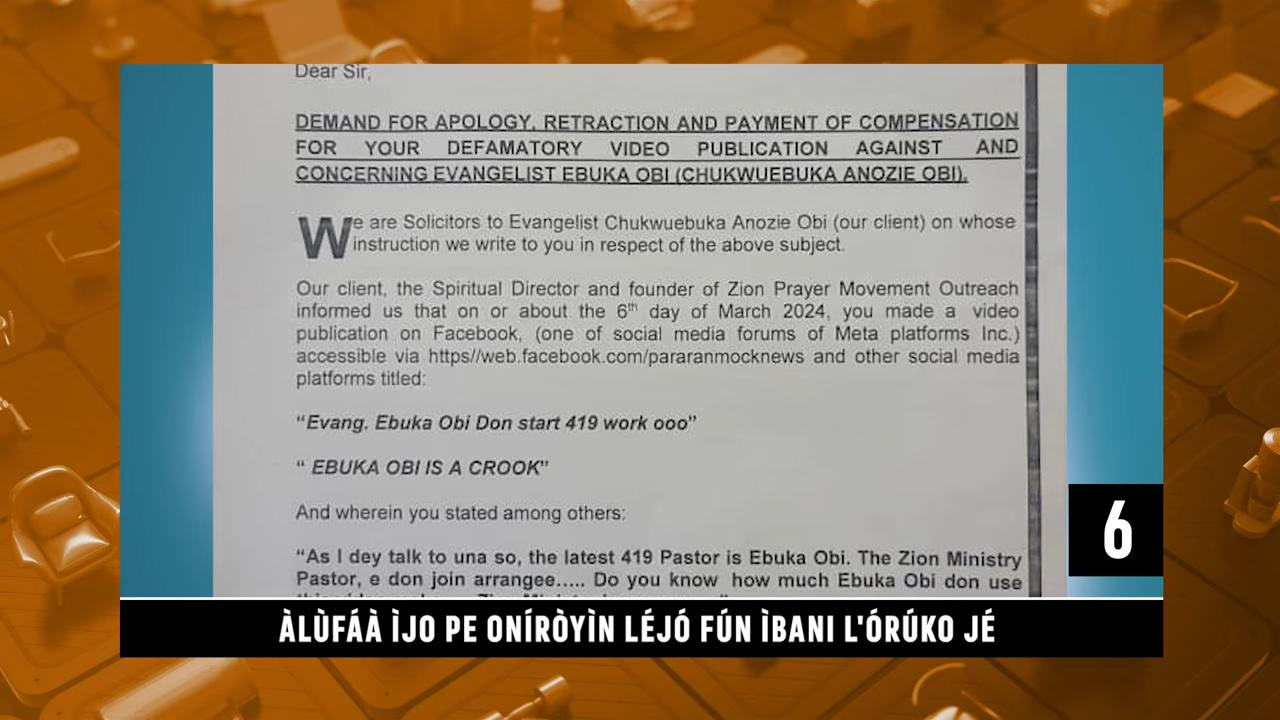 Dear Sir,
DEMAND FOR APOLOGY, RETRACTION AND PAYMENT OF COMPENSATION
FOR YOUR DEFAMATORY VIDEO PUBLICATION AGAINST AND
CONCERNING EVANGELIST EBUKA OBI (CHUKWUEBUKA ANOZIE OBI).
We are Solicitors to Evangelist Chukwuebuka Anozie Obi (our client) on whose
instruction we write to you in respect of the above subject.
Our client, the Spiritual Director and founder of Zion Prayer Movement Outreach
informed us that on or about the 6th day of March 2024, you made a video
publication on Facebook, (one of social media forums of Meta platforms Inc.)
accessible via https//web.facebook.com/pararanmocknews and other social media
platforms titled:
“Evang. Ebuka Obi Don start 419 work ooo”
“ EBUKA OBI IS A CROOK”
And wherein you stated among others:
“As I dey talk to una so, the latest 419 Pastor is Ebuka Obi. The Zion Ministry
Pastor, e don join arrangee….. Do you know how much Ebuka Obi don use
6
ÀLÙFÁÀ ÌJO PE ONÍRÒYÌN LÉJÓ FÚN ÌBANI L'ÓRÚKO JÉ